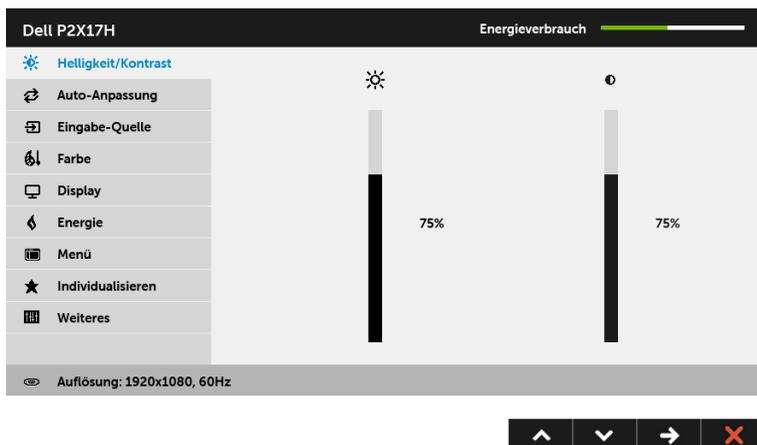 Dell P2X17H
Energieverbrauch
Helligkeit/Kontrast
Auto-Anpassung
Eingabe-Quelle
Farbe
Display
Energie
Menü
Individualisieren
Weiteres
75%
75%
Auflösung: 1920x1080, 60Hz